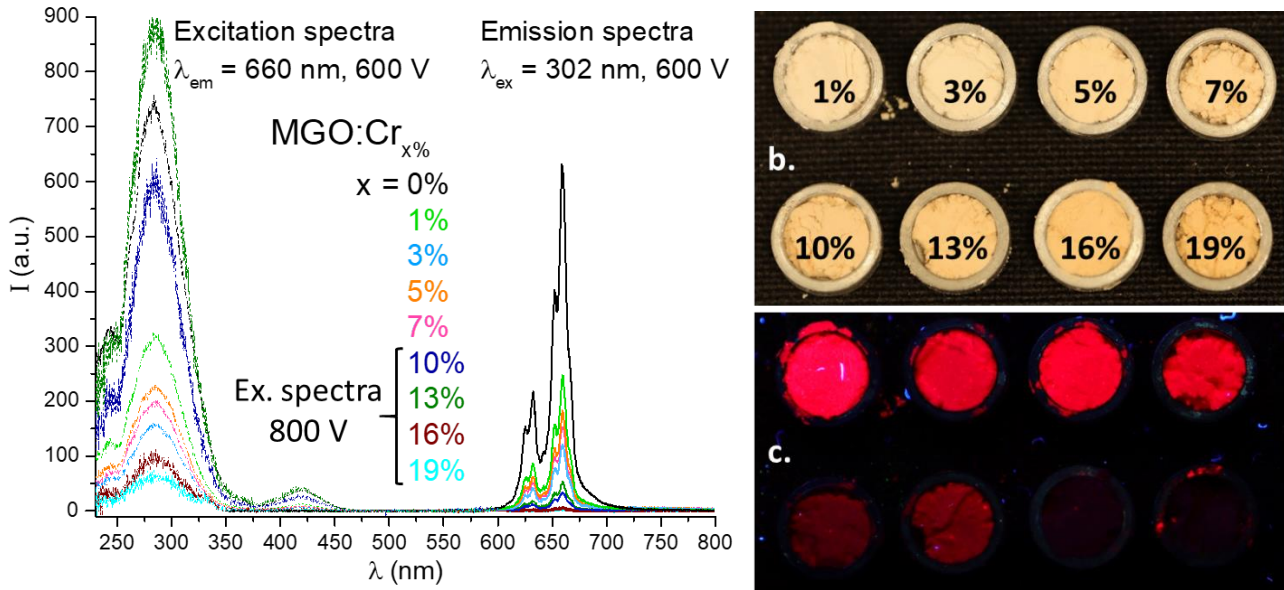 Excitation spectra
λem = 660 nm, 600 V
Emission spectra
λex = 302 nm, 600 V
MGO:Crx%
x = 0%
1%
3%
5%
7%
10%
13%
16%
19%
Ex. spectra
800 V
I (a.u.)
900
800
700
600
500
400
300
200
100
0
250 300 350 400 450 500 550 600 650 700 750 800
λ (nm)
1% 3% 5% 7%
b.
10% 13% 16% 19%
c.